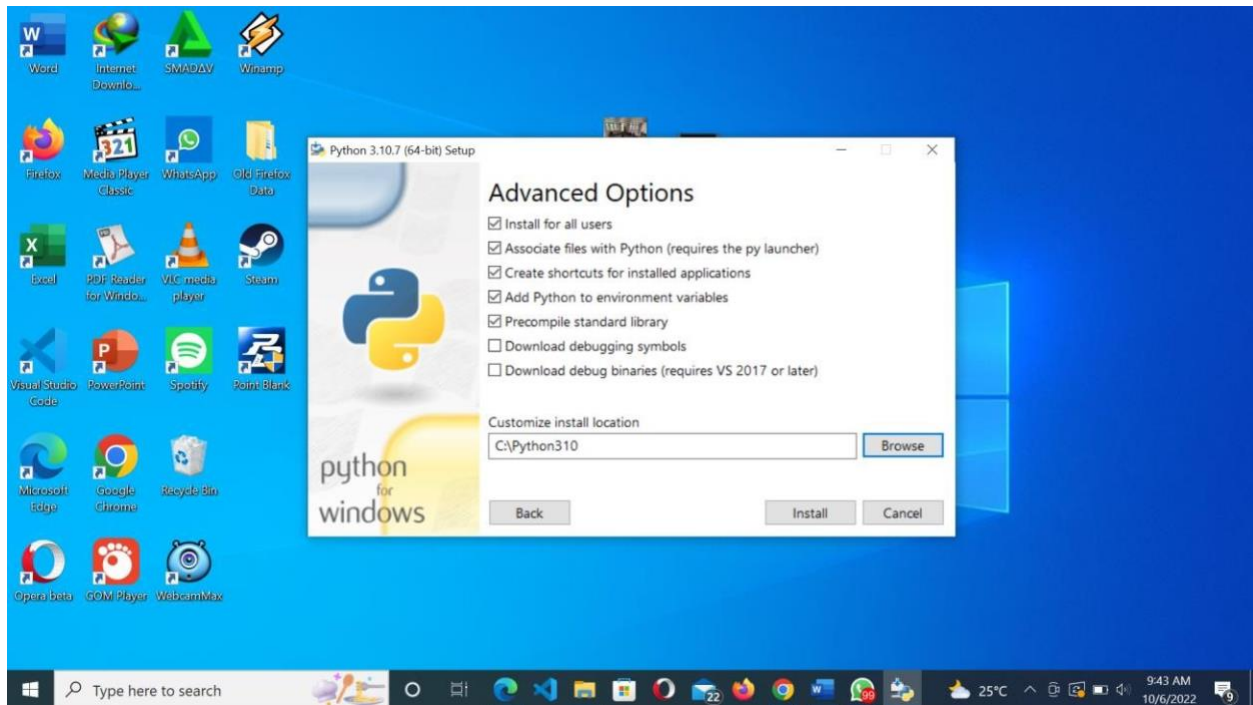 Word
Internet
Downlo...
SMADAV
Winamp
Firefox
321
Media Player
Classic
WhatsApp
Old Firefox
Data
Excel
PDF Reader
for Windo...
VLC media
player
Steam
Visual Studio
Code
PowerPoint
Spotify
Point Blank
Microsoft
Edge
Google
Chrome
Recycle Bin
Opera beta
GOM Player
WebcamMax
Python 3.10.7 (64-bit) Setup
Advanced Options
Install for all users
Associate files with Python (requires the py launcher)
Create shortcuts for installed applications
Add Python to environment variables
Precompile standard library
Download debugging symbols
Download debug binaries (requires VS 2017 or later)
Customize install location
C:\Python310
Browse
python
for
windows
Back
Install
Cancel
Type here to search
22
99
25°C
9:43 AM
10/6/2022
9